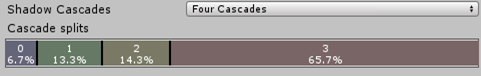 Shadow Cascades Four Cascades
Cascade splits
0 1 2 3
6.7% 13.3% 14.3% 65.7%